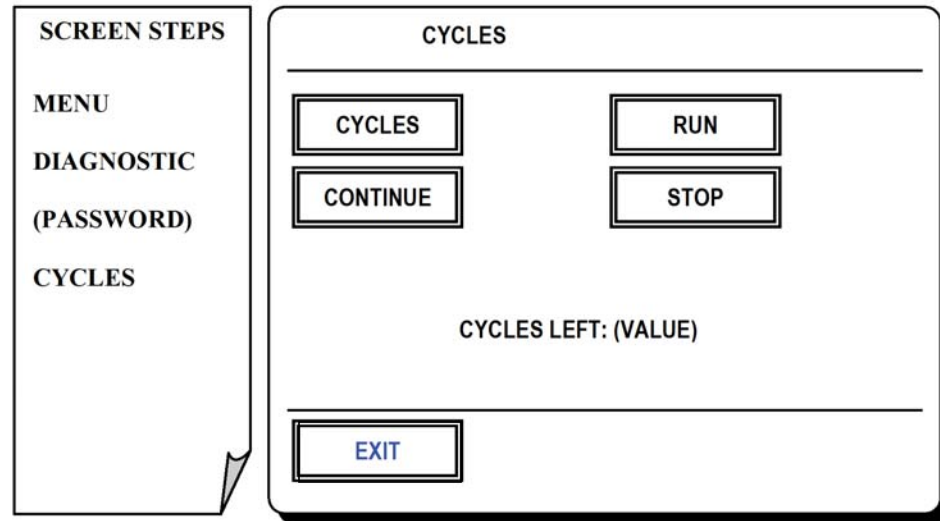 SCREEN STEPS
MENU
DIAGNOSTIC
(PASSWORD)
CYCLES
CYCLES
CYCLES
RUN
CONTINUE
STOP
CYCLES LEFT: (VALUE)
EXIT